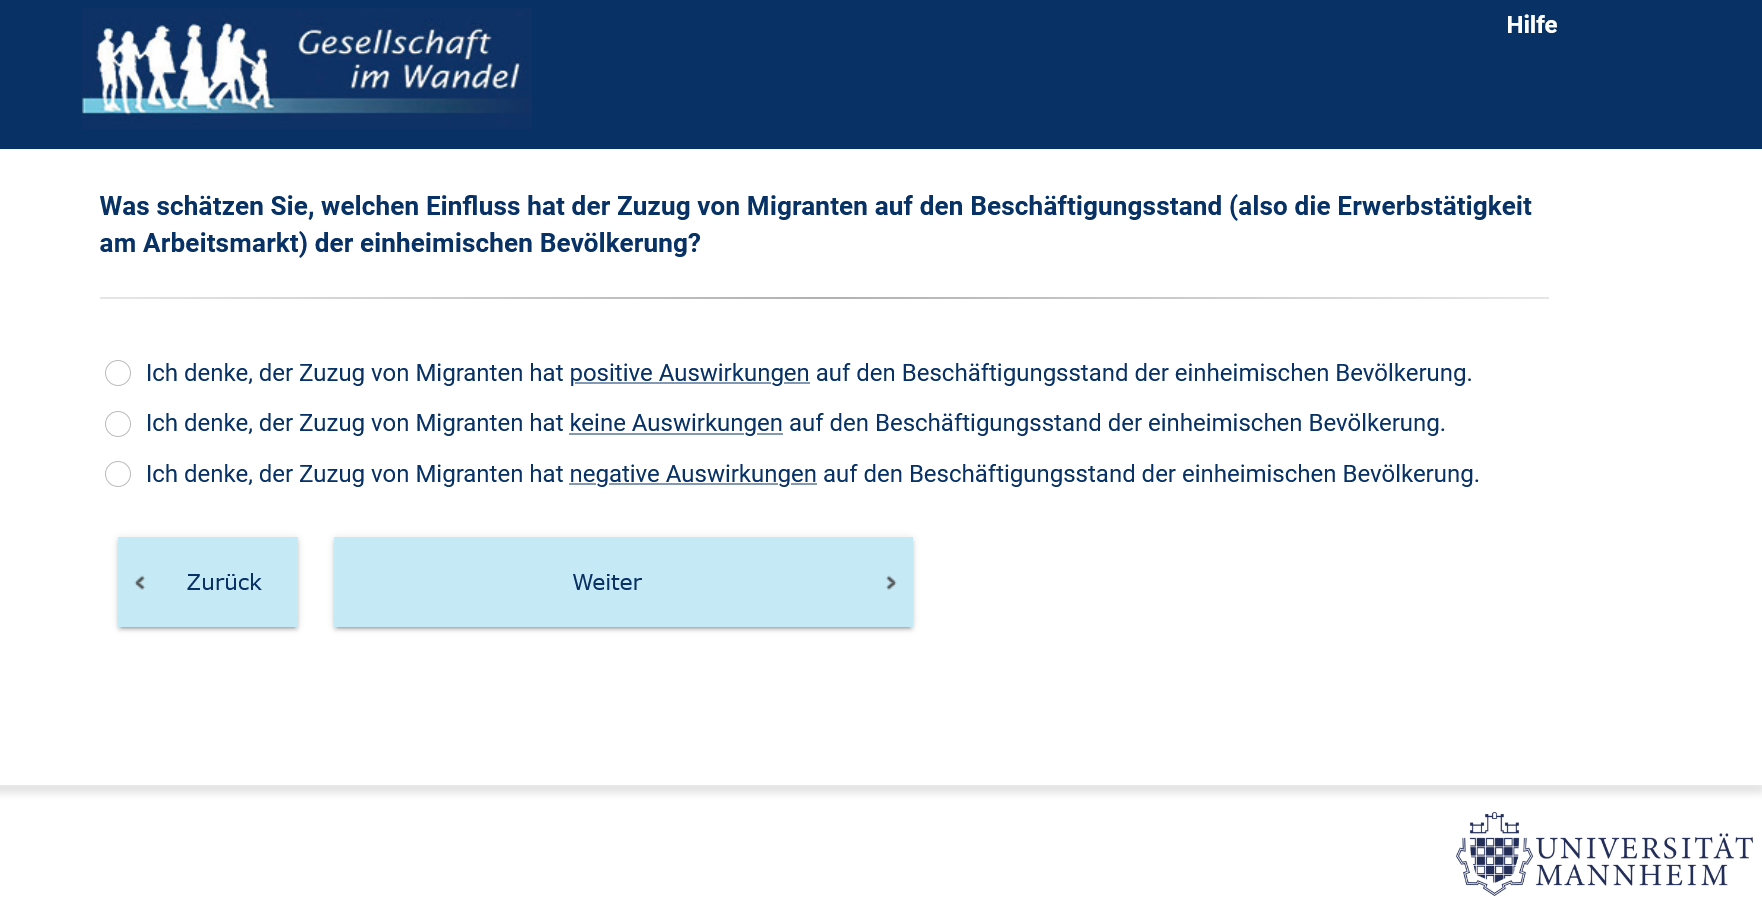 Gesellschaft
im Wandel
Hilfe
Was schätzen Sie, welchen Einfluss hat der Zuzug von Migranten auf den Beschäftigungsstand (also die Erwerbstätigkeit
am Arbeitsmarkt) der einheimischen Bevölkerung?
Ich denke, der Zuzug von Migranten hat positive Auswirkungen auf den Beschäftigungsstand der einheimischen Bevölkerung.
Ich denke, der Zuzug von Migranten hat keine Auswirkungen auf den Beschäftigungsstand der einheimischen Bevölkerung.
Ich denke, der Zuzug von Migranten hat negative Auswirkungen auf den Beschäftigungsstand der einheimischen Bevölkerung.
Zurück
Weiter
UNIVERSITÄT
MANNHEIM